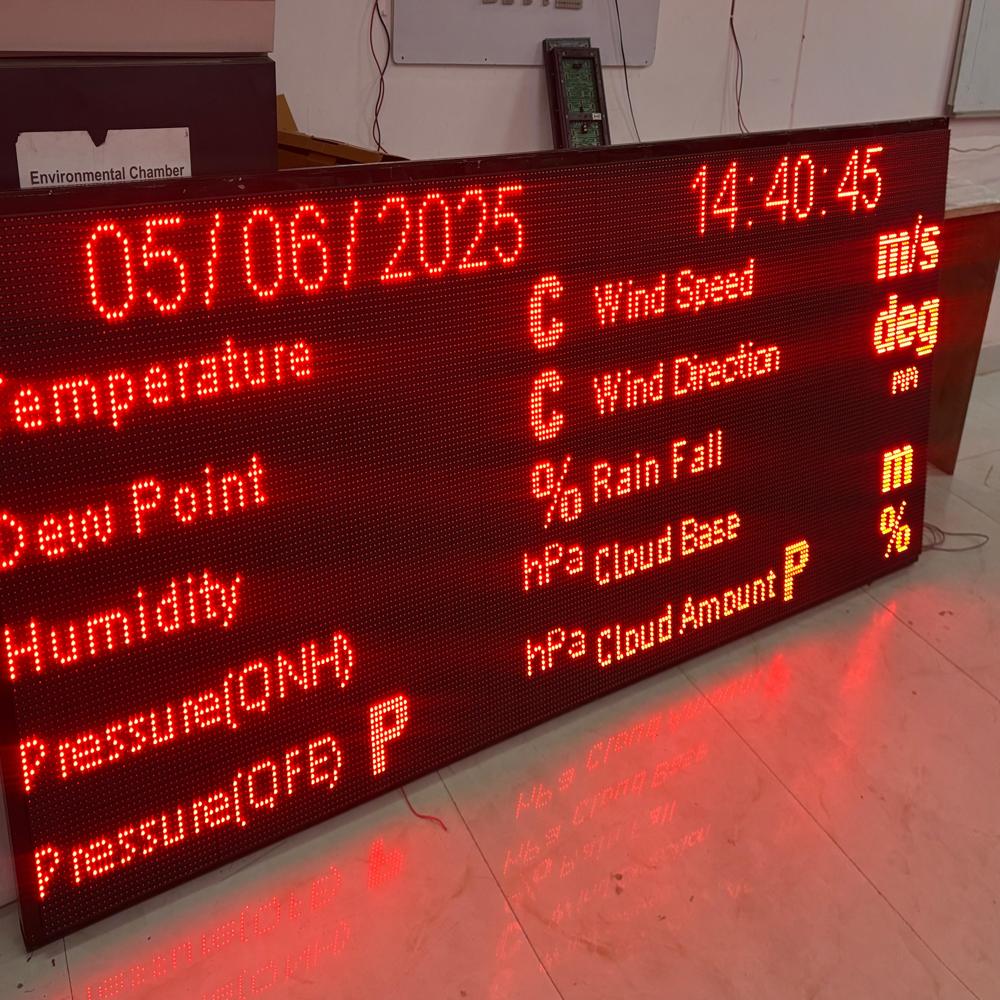 Environmental Chamber
05/06/2025 14:40:45
Temperature C Wind Speed m/s
Dew Point C Wind Direction deg
Humidity % Rain Fall mm
Pressure(QNH) hPa Cloud Base m
Pressure(QFE) P hPa Cloud Amount P %